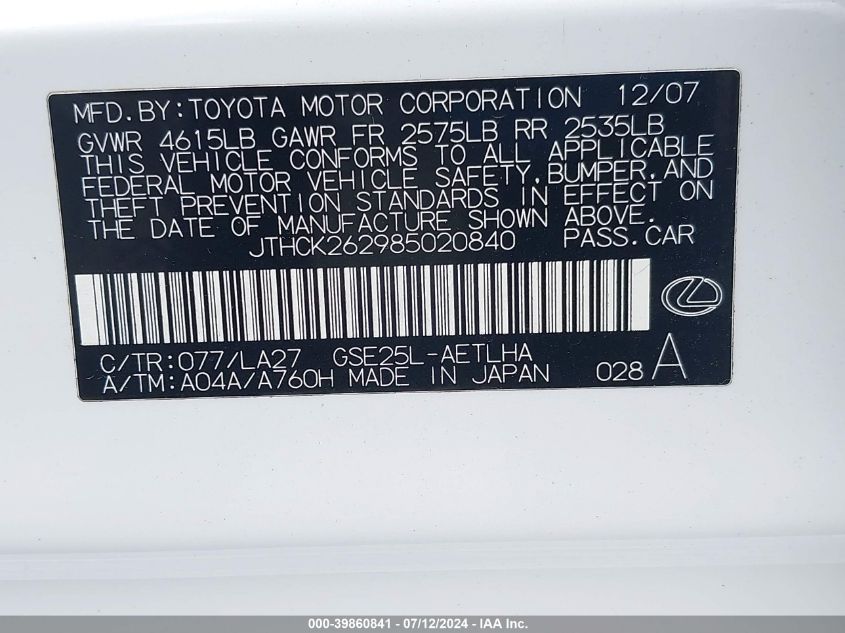 MFD.BY:TOYOTA MOTOR CORPORATION 12/07
GVWR 4615LB GAWR FR 2575LB RR 2535LB
THIS VEHICLE CONFORMS TO ALL APPLICABLE
FEDERAL MOTOR VEHICLE SAFETY,BUMPER,AND
THEFT PREVENTION STANDARDS IN EFFECT ON
THE DATE OF MANUFACTURE SHOWN ABOVE.
JTHCK262985020840 PASS.CAR
C/TR:077/LA27 GSE25L-AETLHA
A/TM:A04A/A760H MADE IN JAPAN 028 A
000-39860841 - 07/12/2024 - IAA Inc.